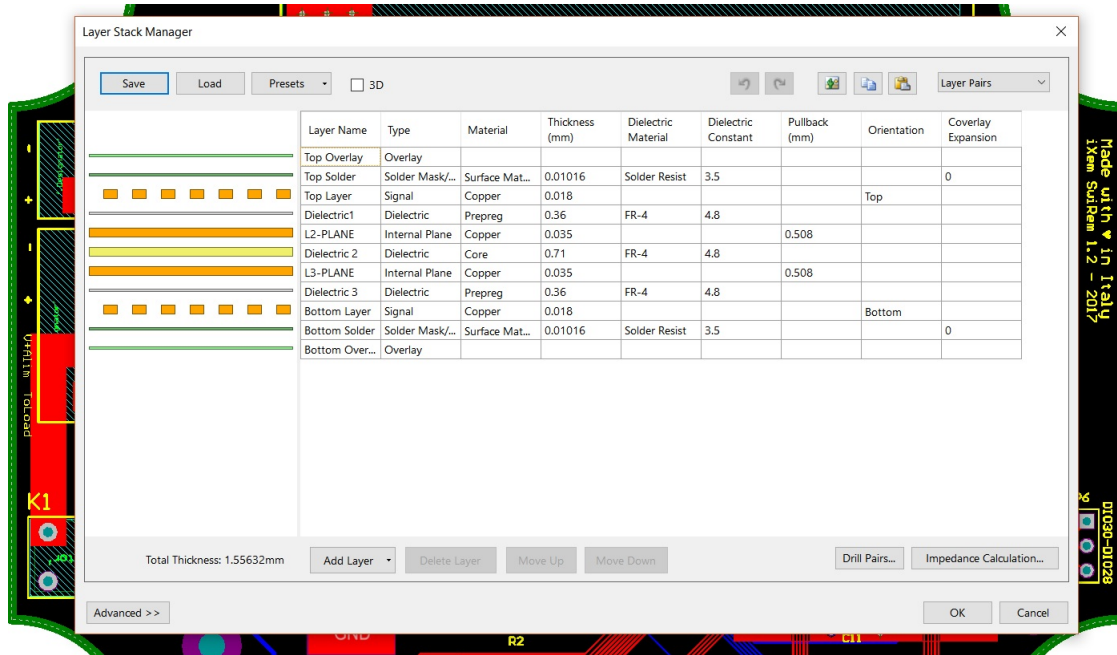 Layer Stack Manager
Save Load Presets 3D Layer Pairs
Layer Name Type Material Thickness (mm) Dielectric Material Dielectric Constant Pullback (mm) Orientation Coverlay Expansion
Top Overlay Overlay
Top Solder Solder Mask/... Surface Mat... 0.01016 Solder Resist 3.5 0
Top Layer Signal Copper 0.018 Top
Dielectric1 Dielectric Prepreg 0.36 FR-4 4.8
L2-PLANE Internal Plane Copper 0.035 0.508
Dielectric 2 Dielectric Core 0.71 FR-4 4.8
L3-PLANE Internal Plane Copper 0.035 0.508
Dielectric 3 Dielectric Prepreg 0.36 FR-4 4.8
Bottom Layer Signal Copper 0.018 Bottom
Bottom Solder Solder Mask/... Surface Mat... 0.01016 Solder Resist 3.5 0
Bottom Over... Overlay
Total Thickness: 1.55632mm Add Layer Delete Layer Move Up Move Down Drill Pairs... Impedance Calculation...
Advanced >> OK Cancel
Made with ♥ in Italy
iXem SwiRem 1.2 - 2017
ToLoad
K1
DIO30-DIO28
GND
R2
C11